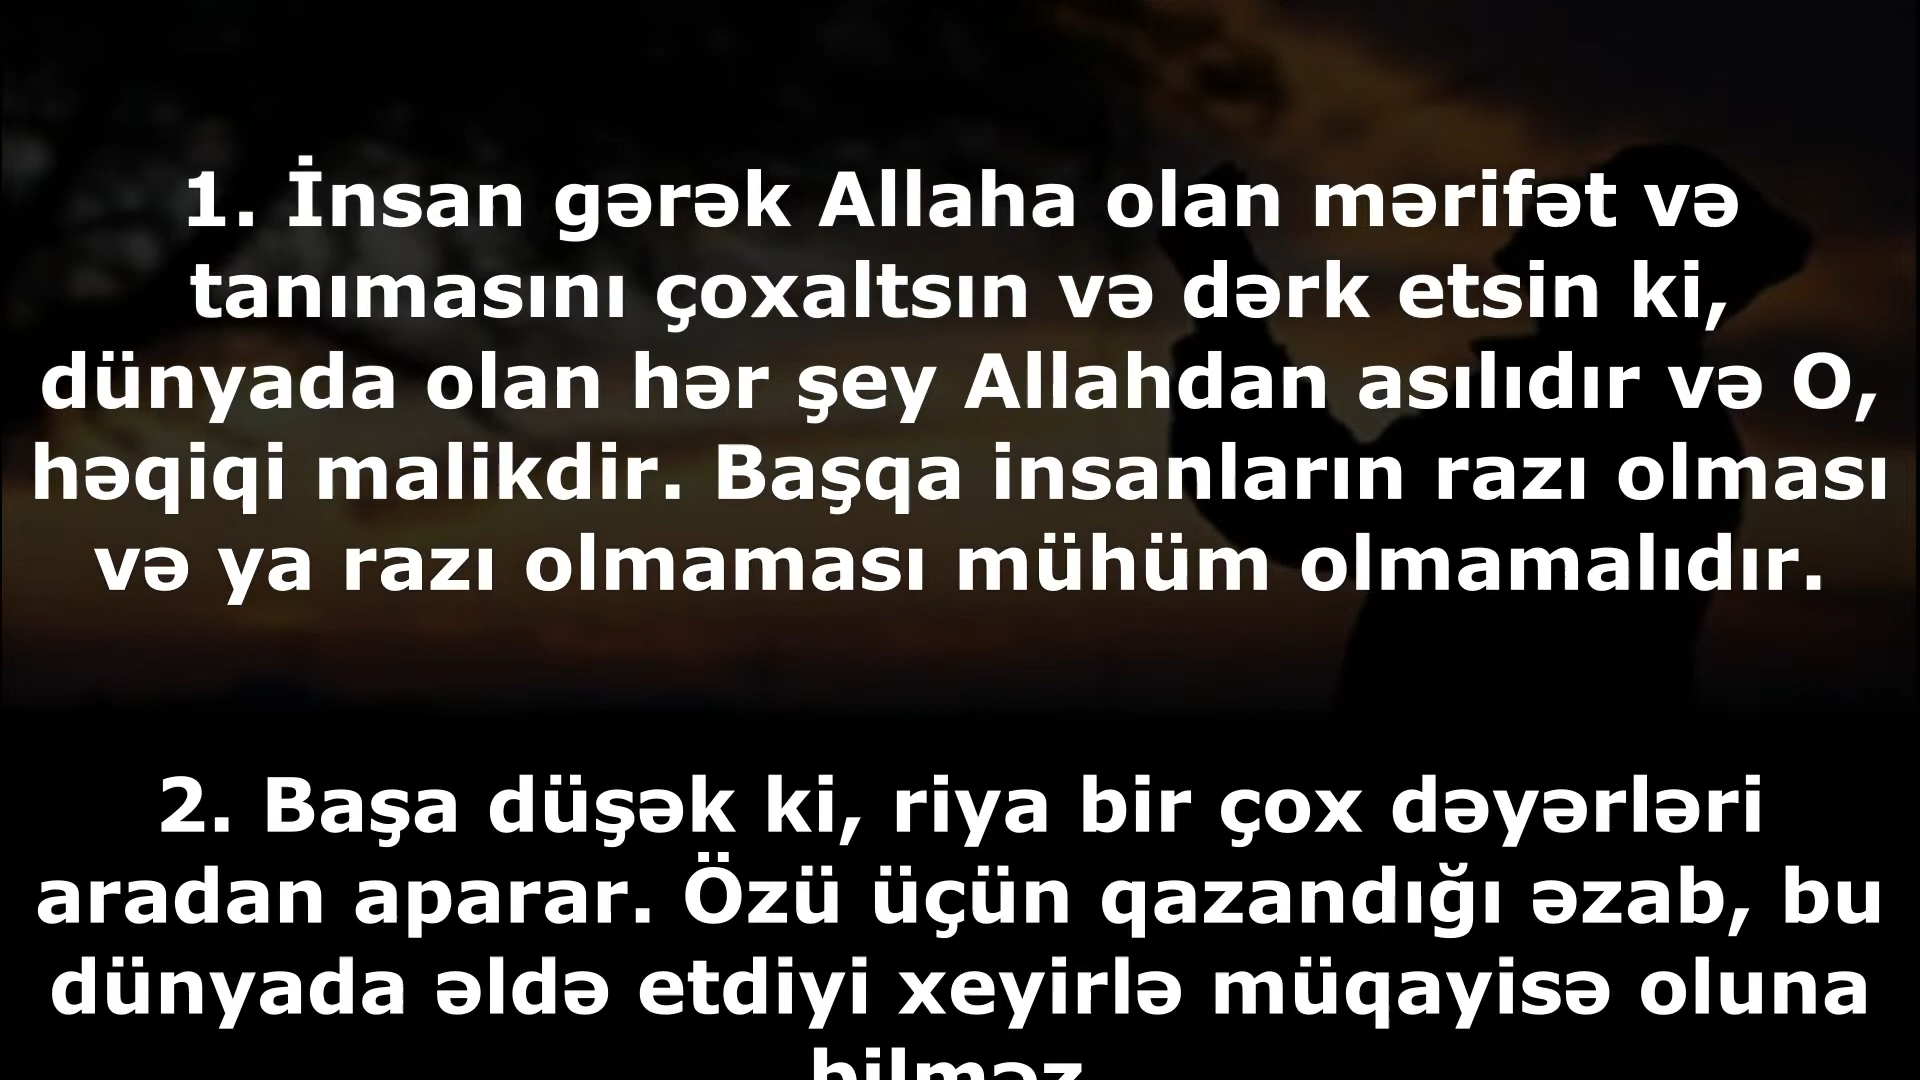 1. İnsan gərək Allaha olan mərifət və
tanımasını çoxaltsın və dərk etsin ki,
dünyada olan hər şey Allahdan asılıdır və O,
həqiqi malikdir. Başqa insanların razı olması
və ya razı olmaması mühüm olmamalıdır.
2. Başa düşək ki, riya bir çox dəyərləri
aradan aparar. Özü üçün qazandığı əzab, bu
dünyada əldə etdiyi xeyirlə müqayisə oluna
bilməz